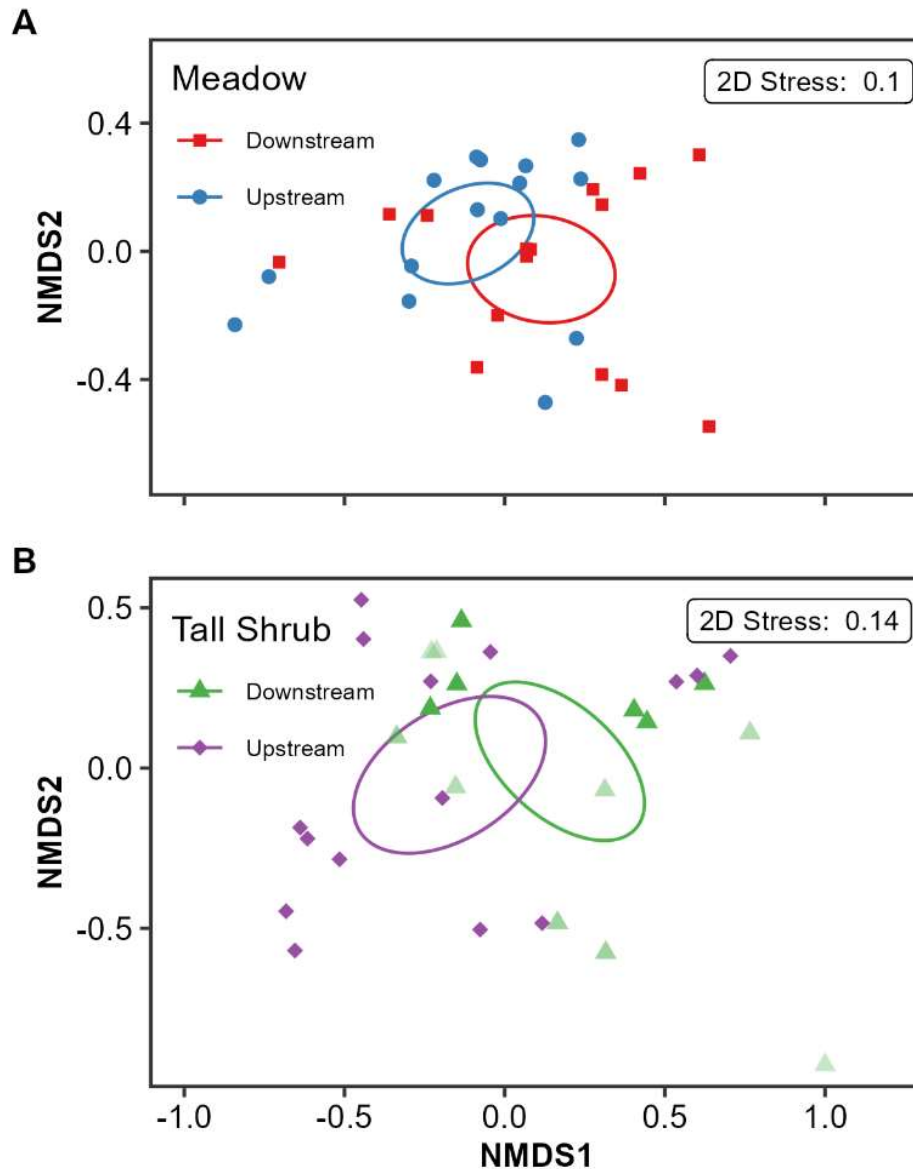 A
Meadow
2D Stress: 0.1
Downstream
Upstream
0.4
0.0
-0.4
NMDS2
B
Tall Shrub
2D Stress: 0.14
Downstream
Upstream
0.5
0.0
-0.5
NMDS2
-1.0 -0.5 0.0 0.5 1.0
NMDS1